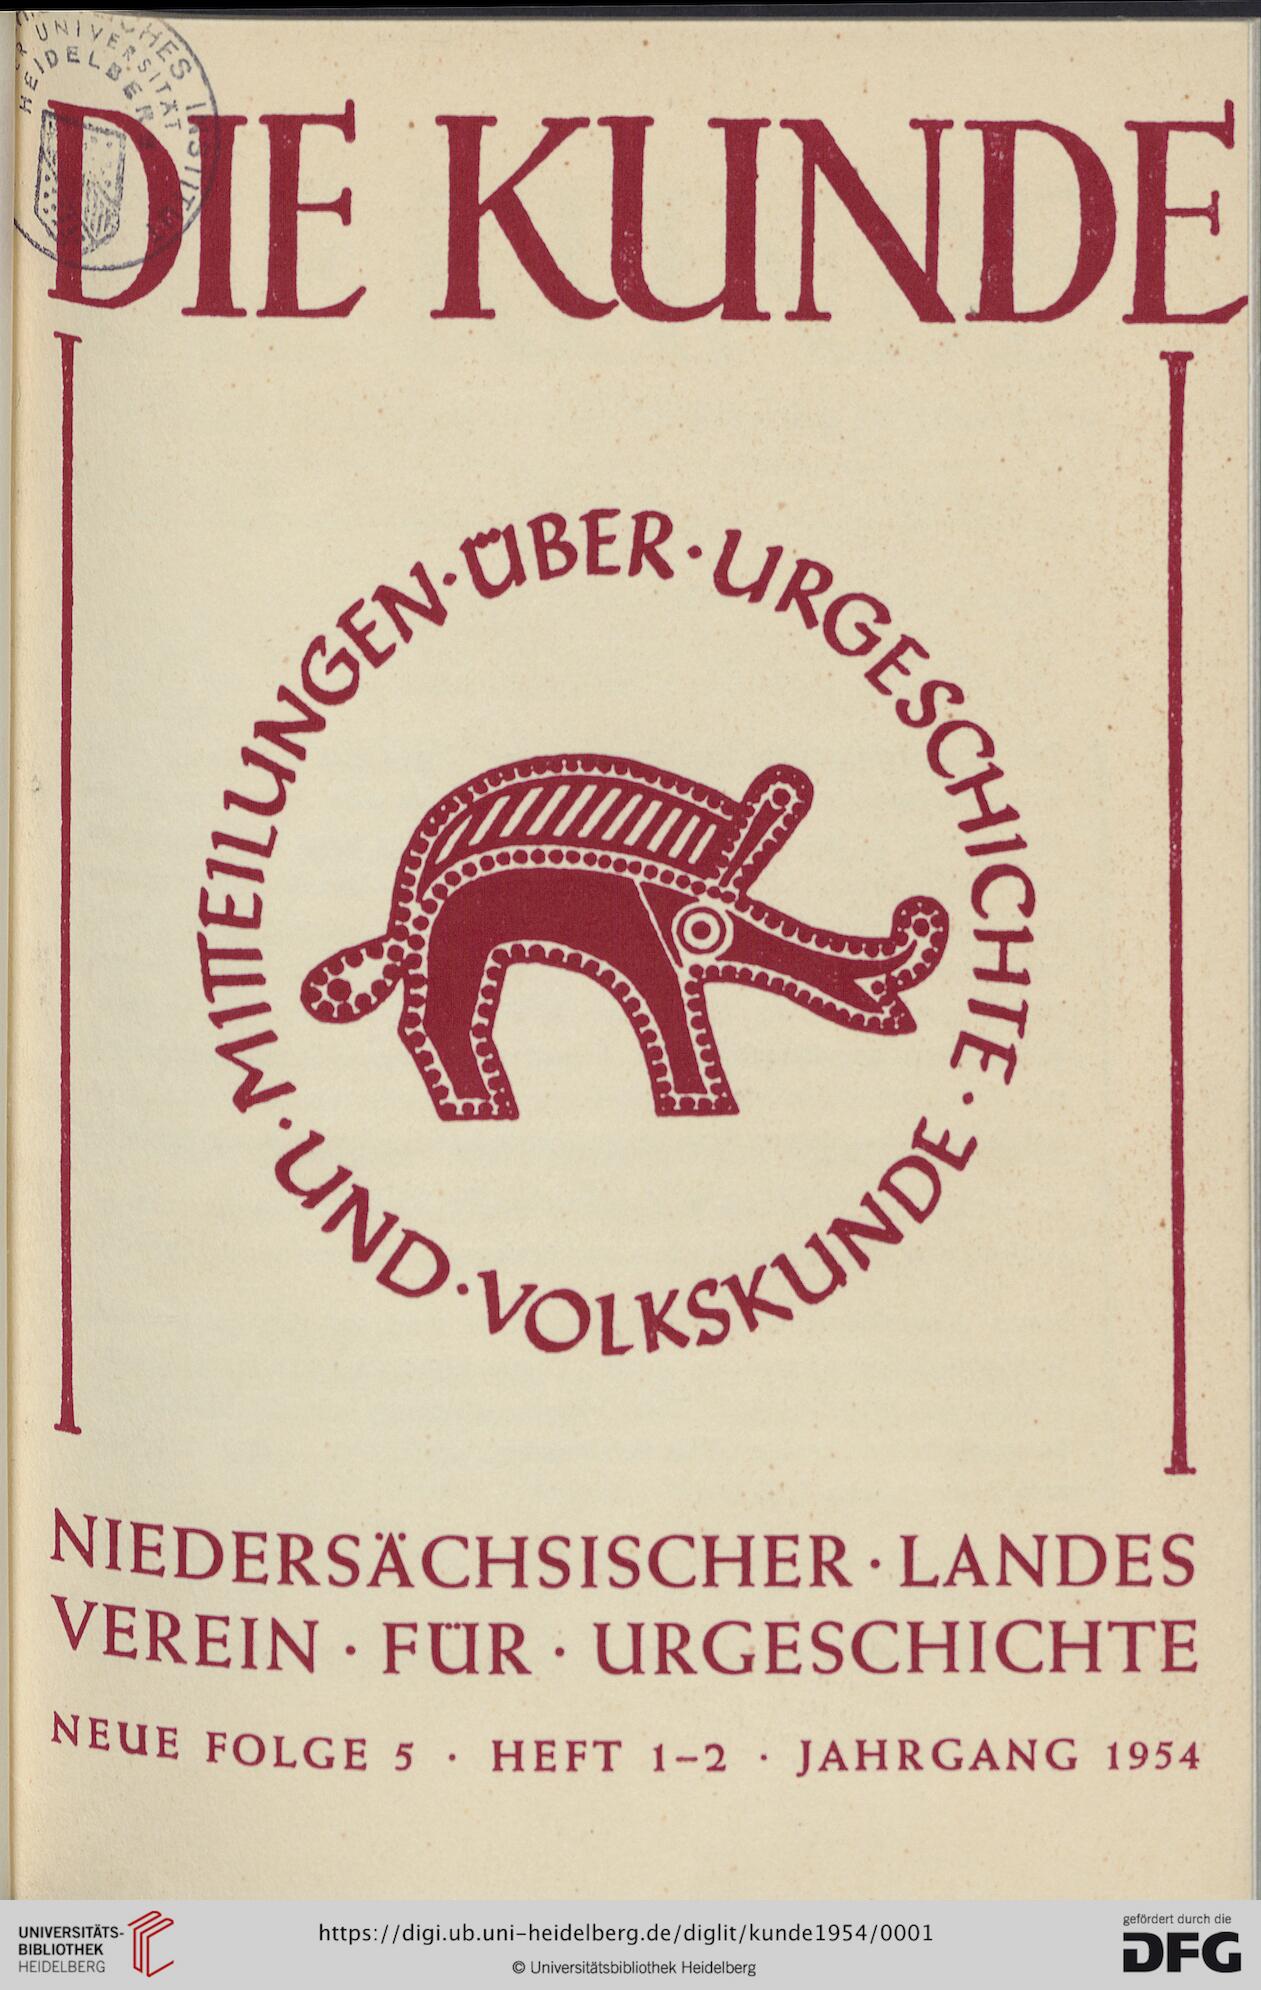 UNIVERSITÄT
HEIDELBERG
DIE KUNDE
MITTEILUNGEN · ÜBER · URGESCHICHTE ·
UND · VOLKSKUNDE
NIEDERSÄCHSISCHER · LANDES
VEREIN · FÜR · URGESCHICHTE
NEUE FOLGE 5 · HEFT 1–2 · JAHRGANG 1954
UNIVERSITÄTS-
BIBLIOTHEK
HEIDELBERG
https://digi.ub.uni-heidelberg.de/diglit/kunde1954/0001
© Universitätsbibliothek Heidelberg
gefördert durch die
DFG